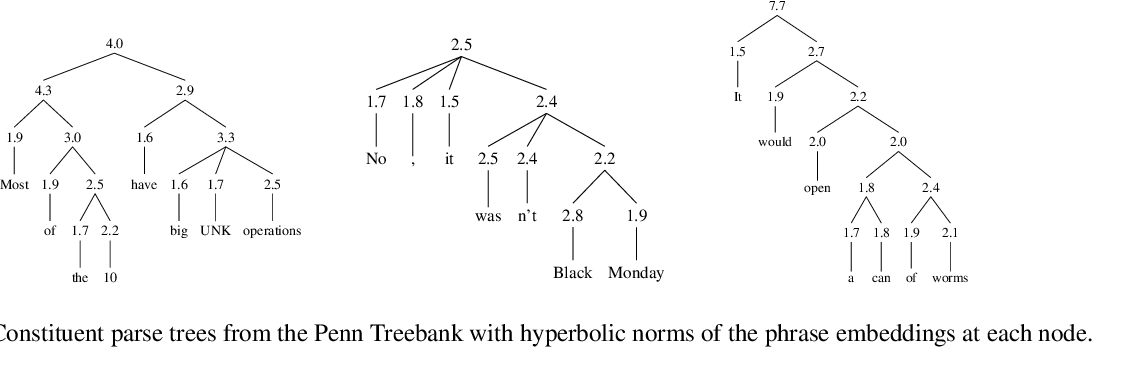 7.7
4.0 2.5
1.5 2.7
4.3 2.9
1.7 1.8 1.5 2.4
It 1.9 2.2
1.9 3.0 1.6 3.3
would 2.0 2.0
No , it 2.5 2.4 2.2
Most 1.9 2.5 have 1.6 1.7 2.5
open 1.8 2.4
was n't 2.8 1.9
of 1.7 2.2 big UNK operations
1.7 1.8 1.9 2.1
Black Monday
the 10
a can of worms
Constituent parse trees from the Penn Treebank with hyperbolic norms of the phrase embeddings at each node.